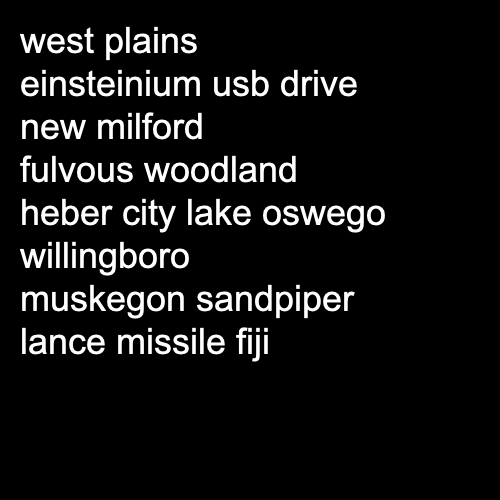 west plains
einsteinium usb drive
new milford
fulvous woodland
heber city lake oswego
willingboro
muskegon sandpiper
lance missile fiji